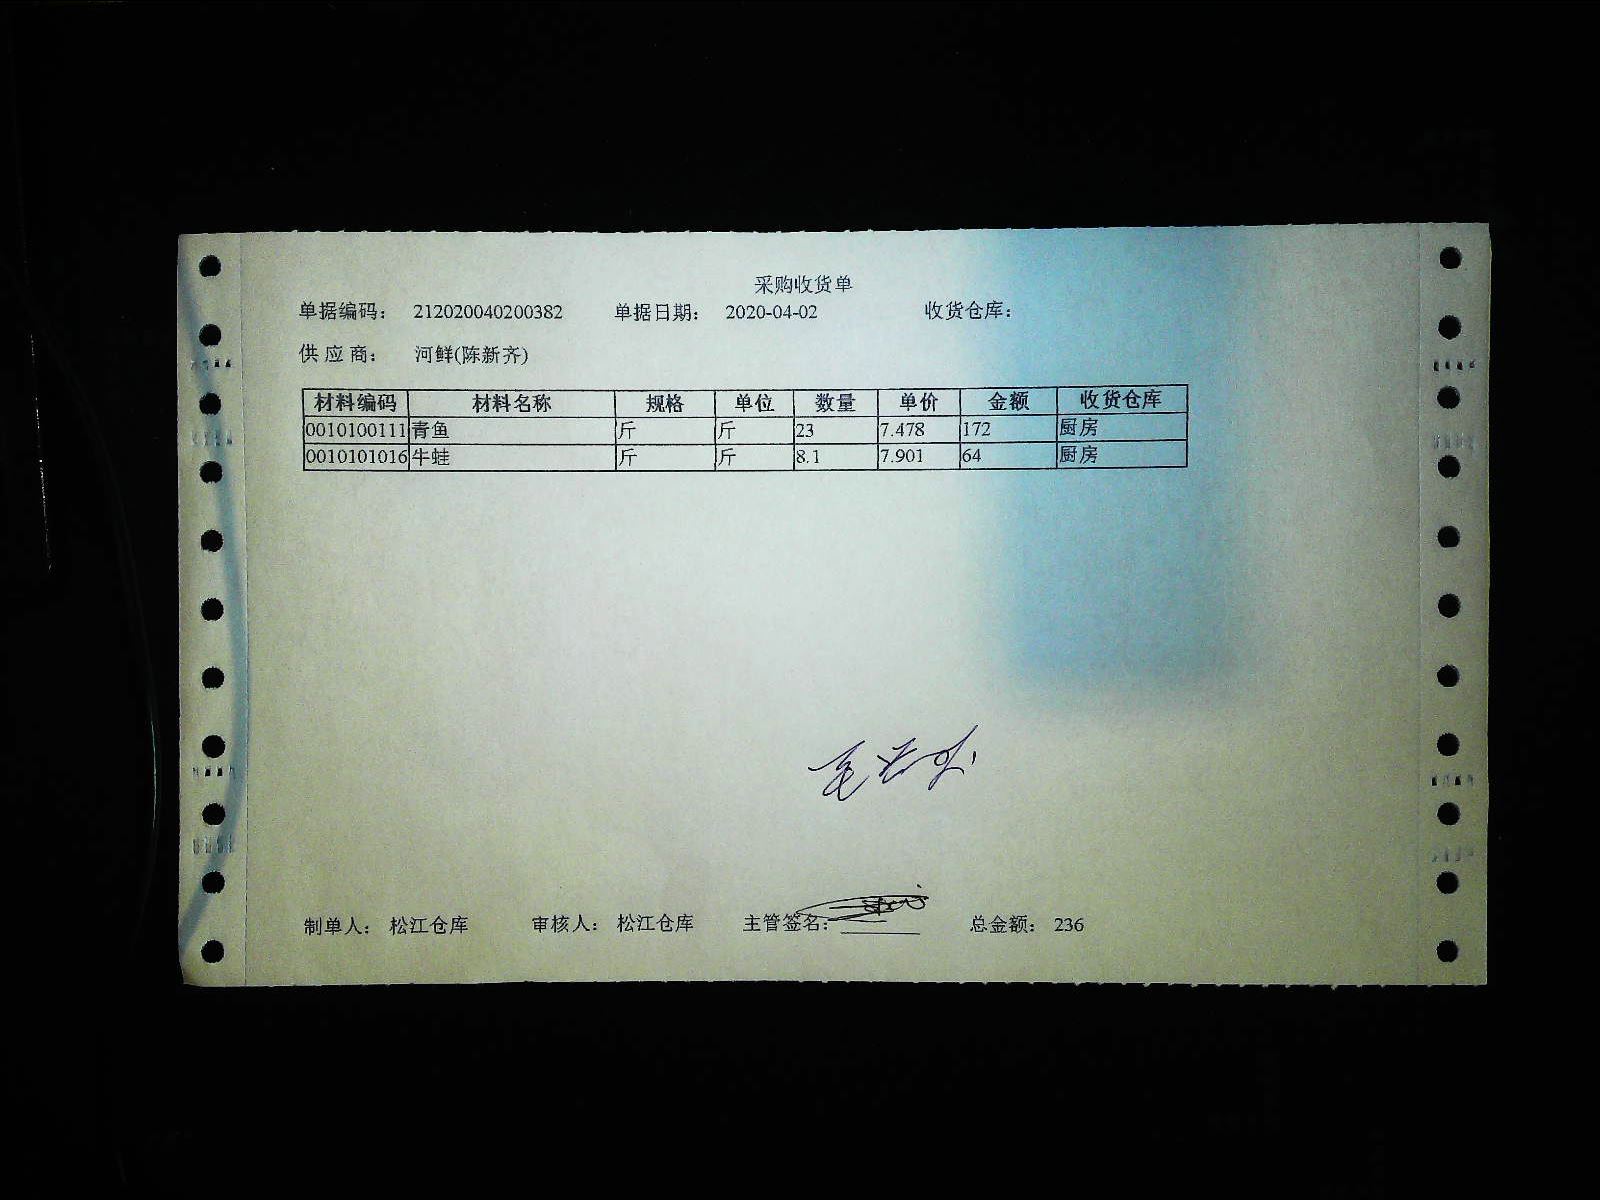 采购收货单
单据编码： 212020040200382 单据日期： 2020-04-02 收货仓库：
供 应 商： 河鲜(陈新齐)
材料编码 材料名称 规格 单位 数量 单价 金额 收货仓库
0010100111 青鱼 斤 斤 23 7.478 172 厨房
0010101016 牛蛙 斤 斤 8.1 7.901 64 厨房
制单人： 松江仓库 审核人： 松江仓库 主管签名： 总金额： 236